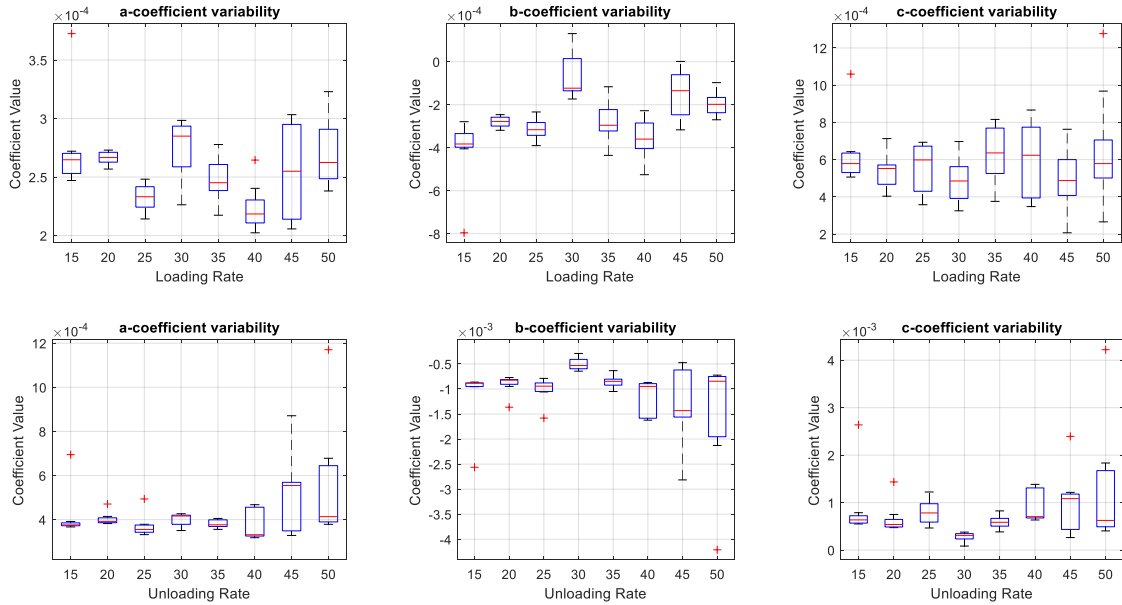 a-coefficient variability
×10-4
3.5
3
2.5
2
Coefficient Value
15 20 25 30 35 40 45 50
Loading Rate
b-coefficient variability
×10-4
0
-2
-4
-6
-8
Coefficient Value
15 20 25 30 35 40 45 50
Loading Rate
c-coefficient variability
×10-4
12
10
8
6
4
2
Coefficient Value
15 20 25 30 35 40 45 50
Loading Rate
a-coefficient variability
×10-4
12
10
8
6
4
Coefficient Value
15 20 25 30 35 40 45 50
Unloading Rate
b-coefficient variability
×10-3
-0.5
-1
-1.5
-2
-2.5
-3
-3.5
-4
Coefficient Value
15 20 25 30 35 40 45 50
Unloading Rate
c-coefficient variability
×10-3
4
3
2
1
0
Coefficient Value
15 20 25 30 35 40 45 50
Unloading Rate